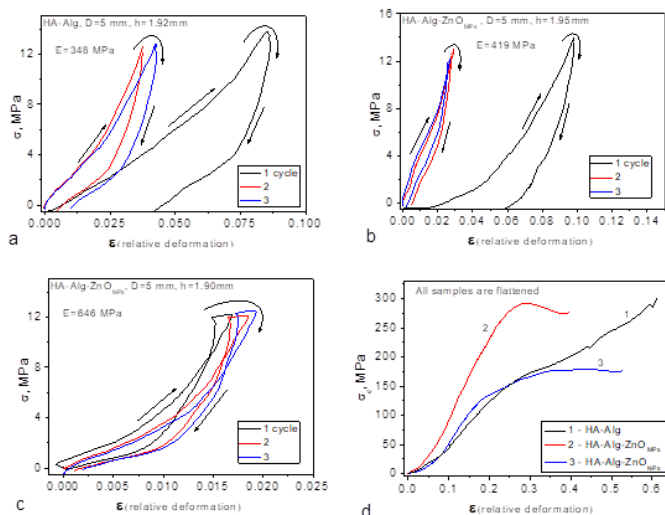 HA-Alg, D=5 mm, h=1.92mm
E=348 MPa
σ, MPa
12
8
4
0
1 cycle
2
3
0.000
0.025
0.050
0.075
0.100
a
ε(relative deformation)
HA-Alg-ZnO_MPs, D=5 mm, h=1.95mm
E=419 MPa
σ, MPa
16
12
8
4
0
1 cycle
2
3
0.00
0.02
0.04
0.06
0.08
0.10
0.12
0.14
b
ε(relative deformation)
HA-Alg-ZnO_NPs, D=5 mm, h=1.90mm
E=646 MPa
σ, MPa
16
12
8
4
0
1 cycle
2
3
0.000
0.005
0.010
0.015
0.020
0.025
c
ε (relative deformation)
All samples are flattened
σ_c, MPa
300
250
200
150
100
50
0
1
2
3
1 - HA-Alg
2 - HA-Alg-ZnO_MPs
3 - HA-Alg-ZnO_NPs
0.0
0.1
0.2
0.3
0.4
0.5
0.6
d
ε (relative deformation)